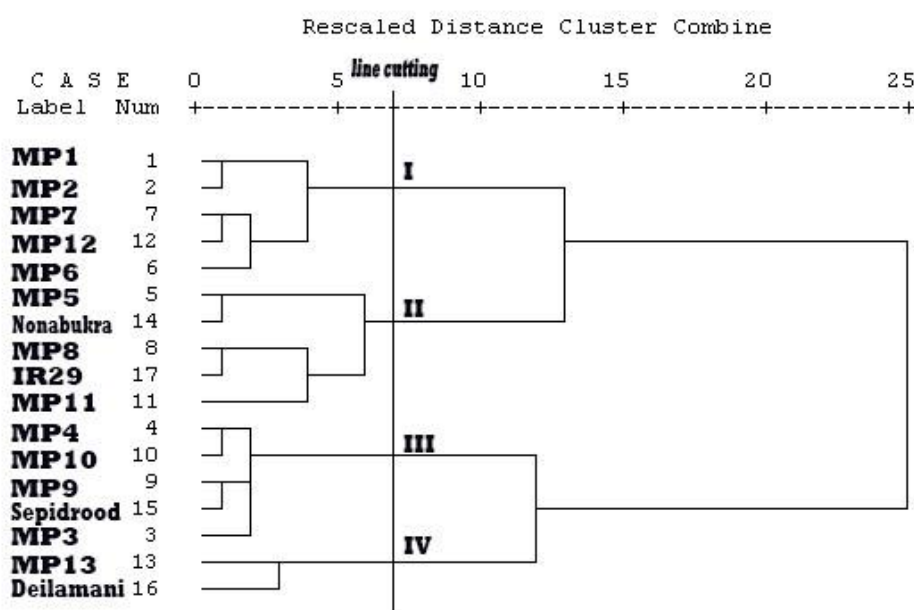 Rescaled Distance Cluster Combine
line cutting
C A S E 0 5 10 15 20 25
Label Num
MP1 1 I
MP2 2
MP7 7
MP12 12
MP6 6
MP5 5 II
Nonabukra 14
MP8 8
IR29 17
MP11 11
MP4 4 III
MP10 10
MP9 9
Sepidrood 15
MP3 3 IV
MP13 13
Deilamani 16